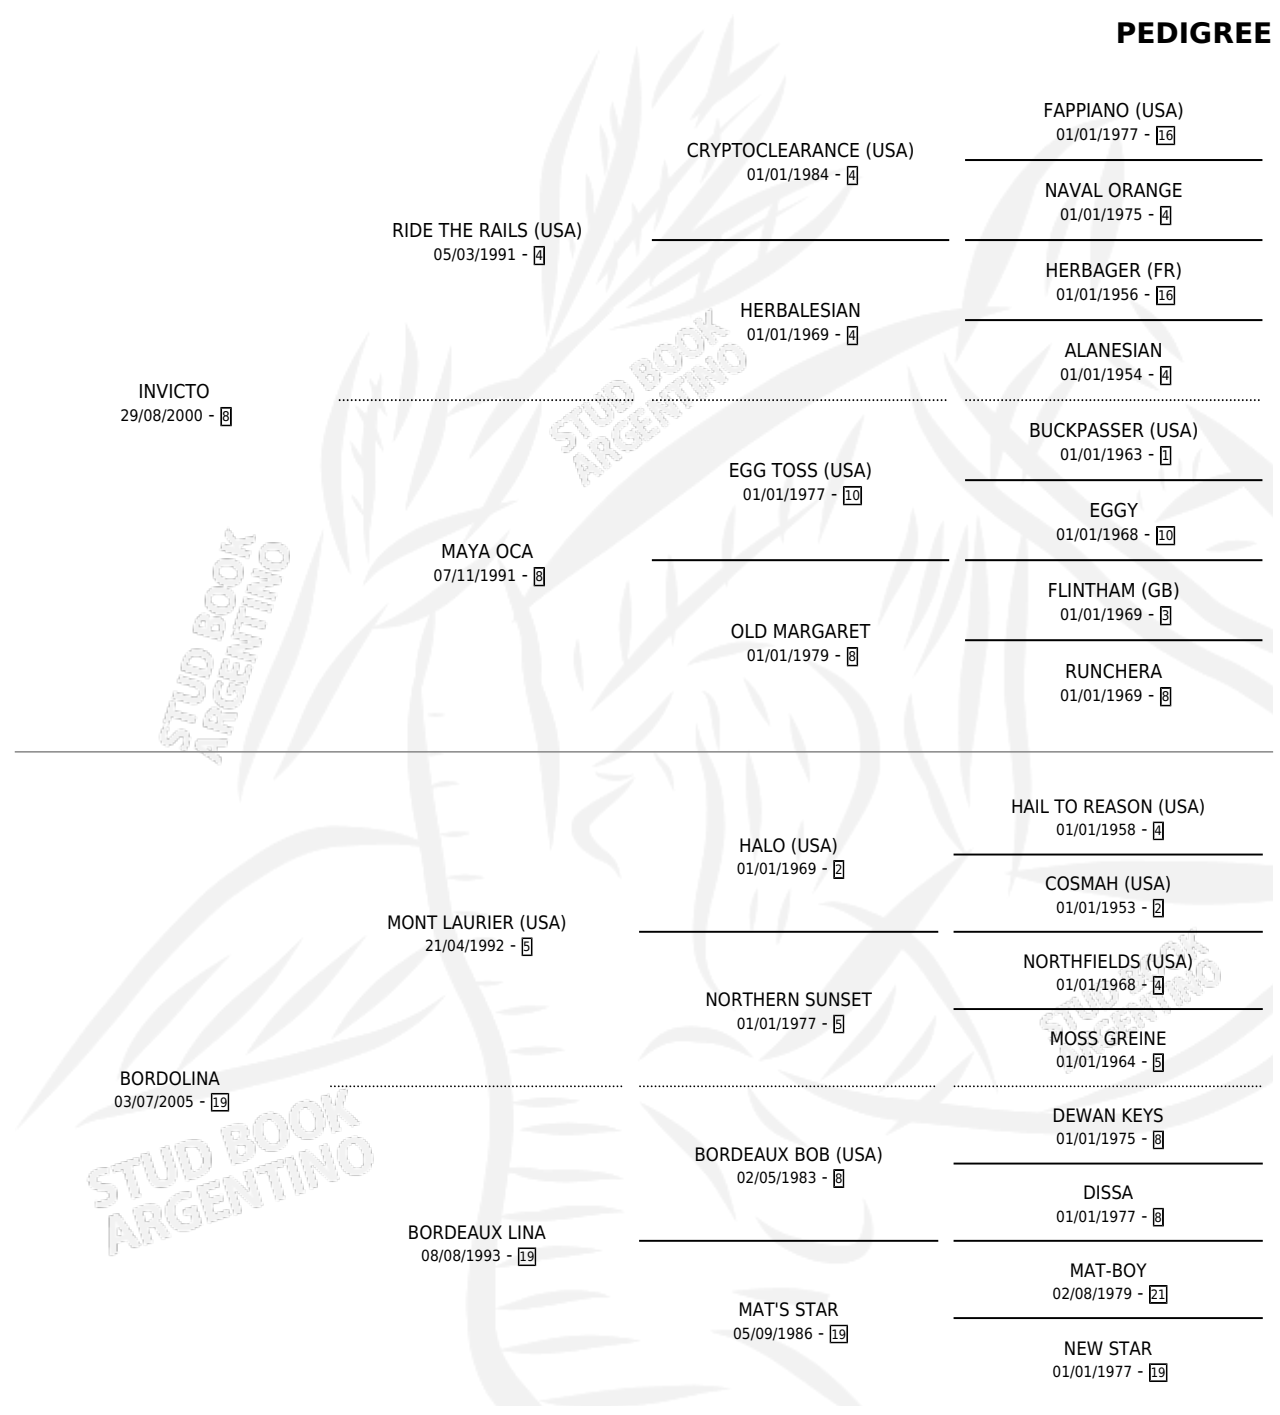 PEDIGREE
FAPPIANO (USA)
01/01/1977 - 16
CRYPTOCLEARANCE (USA)
01/01/1984 - 4
NAVAL ORANGE
01/01/1975 - 4
RIDE THE RAILS (USA)
05/03/1991 - 4
HERBAGER (FR)
01/01/1956 - 16
HERBALESIAN
01/01/1969 - 4
ALANESIAN
01/01/1954 - 4
INVICTO
29/08/2000 - 8
BUCKPASSER (USA)
01/01/1963 - 1
EGG TOSS (USA)
01/01/1977 - 10
EGGY
01/01/1968 - 10
MAYA OCA
07/11/1991 - 8
FLINTHAM (GB)
01/01/1969 - 3
OLD MARGARET
01/01/1979 - 8
RUNCHERA
01/01/1969 - 8
HAIL TO REASON (USA)
01/01/1958 - 4
HALO (USA)
01/01/1969 - 2
COSMAH (USA)
01/01/1953 - 2
MONT LAURIER (USA)
21/04/1992 - 5
NORTHFIELDS (USA)
01/01/1968 - 4
NORTHERN SUNSET
01/01/1977 - 5
MOSS GREINE
01/01/1964 - 5
BORDOLINA
03/07/2005 - 19
DEWAN KEYS
01/01/1975 - 8
BORDEAUX BOB (USA)
02/05/1983 - 8
DISSA
01/01/1977 - 8
BORDEAUX LINA
08/08/1993 - 19
MAT-BOY
02/08/1979 - 21
MAT'S STAR
05/09/1986 - 19
NEW STAR
01/01/1977 - 19
STUD BOOK
ARGENTINO
STUD BOOK
ARGENTINO
STUD BOOK
ARGENTINO
STUD BOOK
ARGENTINO